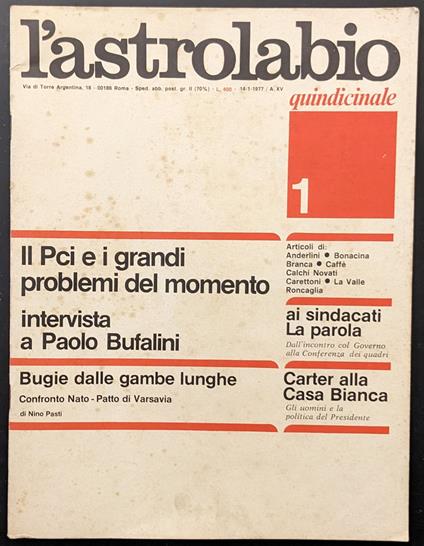 l'astrolabio
Via di Torre Argentina, 18 - 00186 Roma - Sped. abb. post. gr. II (70%) - L. 400 - 14-1-1977 / A. XV
quindicinale
1
Il Pci e i grandi
problemi del momento
intervista
a Paolo Bufalini
Bugie dalle gambe lunghe
Confronto Nato - Patto di Varsavia
di Nino Pasti
Articoli di:
Anderlini ● Bonacina
Branca ● Caffè
Calchi Novati
Carettoni ● La Valle
Roncaglia
ai sindacati
La parola
Dall'incontro col Governo
alla Conferenza dei quadri
Carter alla
Casa Bianca
Gli uomini e la
politica del Presidente